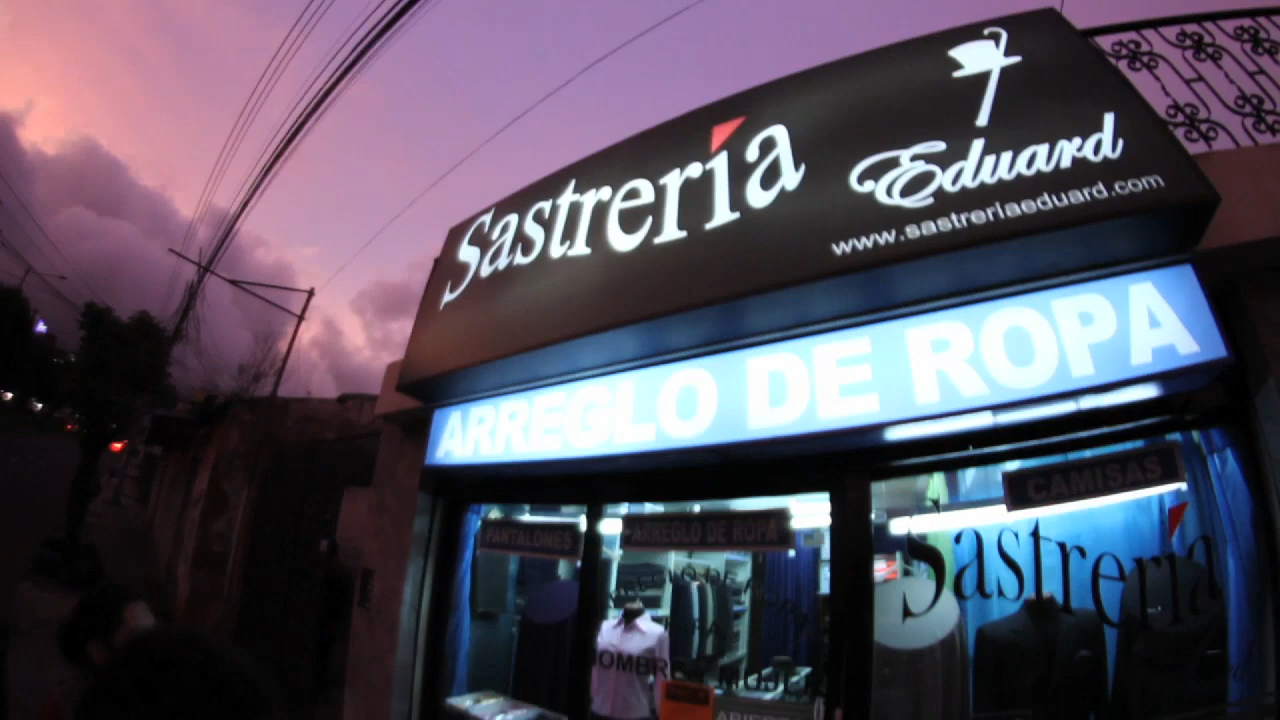 Sastrería
Eduard
www.sastreriaeduard.com
ARREGLO DE ROPA
CAMISAS
PANTALONES
ARREGLO DE ROPA
Sastrería